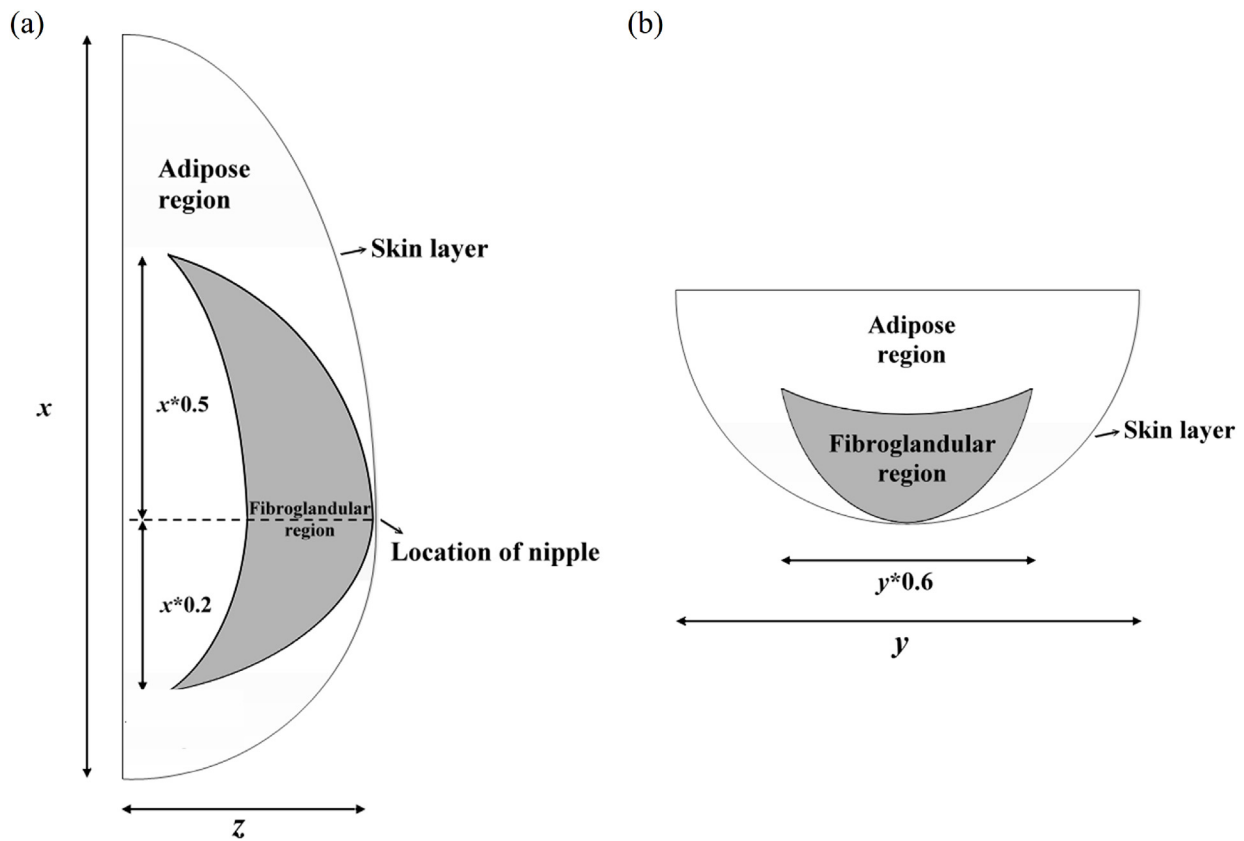 (a)
(b)
Adipose
region
Skin layer
x
x*0.5
Fibroglandular
region
Location of nipple
x*0.2
z
Adipose
region
Fibroglandular
region
Skin layer
y*0.6
y